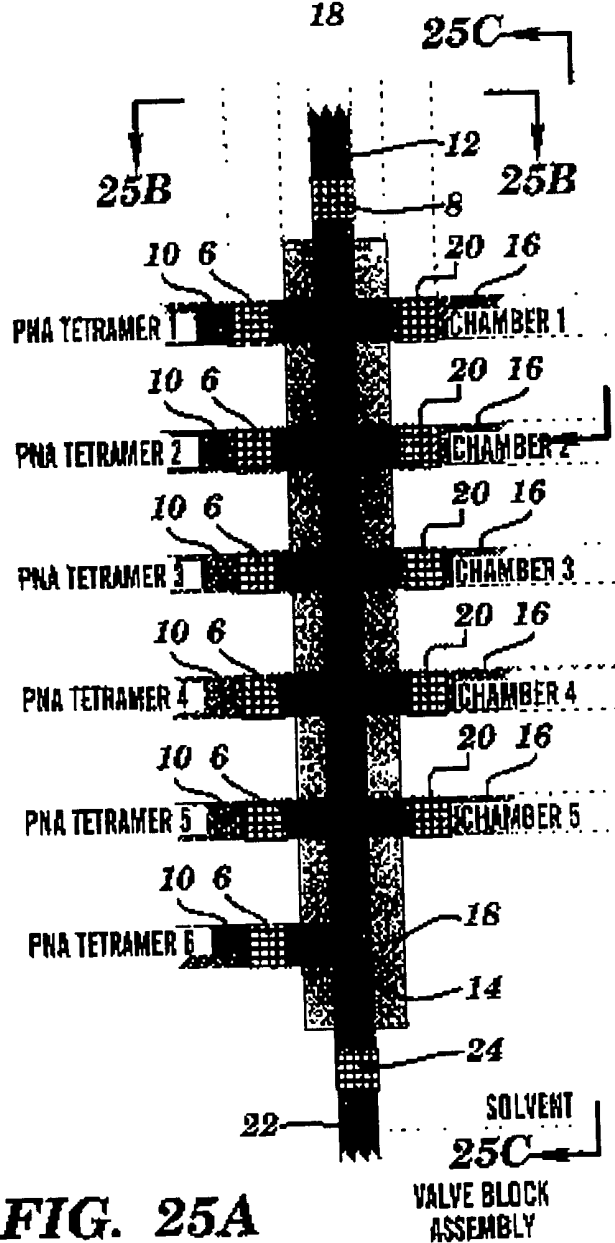 18
25C
25B 25B
12
8
10 6 20 16
PNA TETRAMER 1 CHAMBER 1
10 6 20 16
PNA TETRAMER 2 CHAMBER 2
10 6 20 16
PNA TETRAMER 3 CHAMBER 3
10 6 20 16
PNA TETRAMER 4 CHAMBER 4
10 6 20 16
PNA TETRAMER 5 CHAMBER 5
10 6
PNA TETRAMER 6
18
14
24
SOLVENT
22
25C
VALVE BLOCK
ASSEMBLY
FIG. 25A